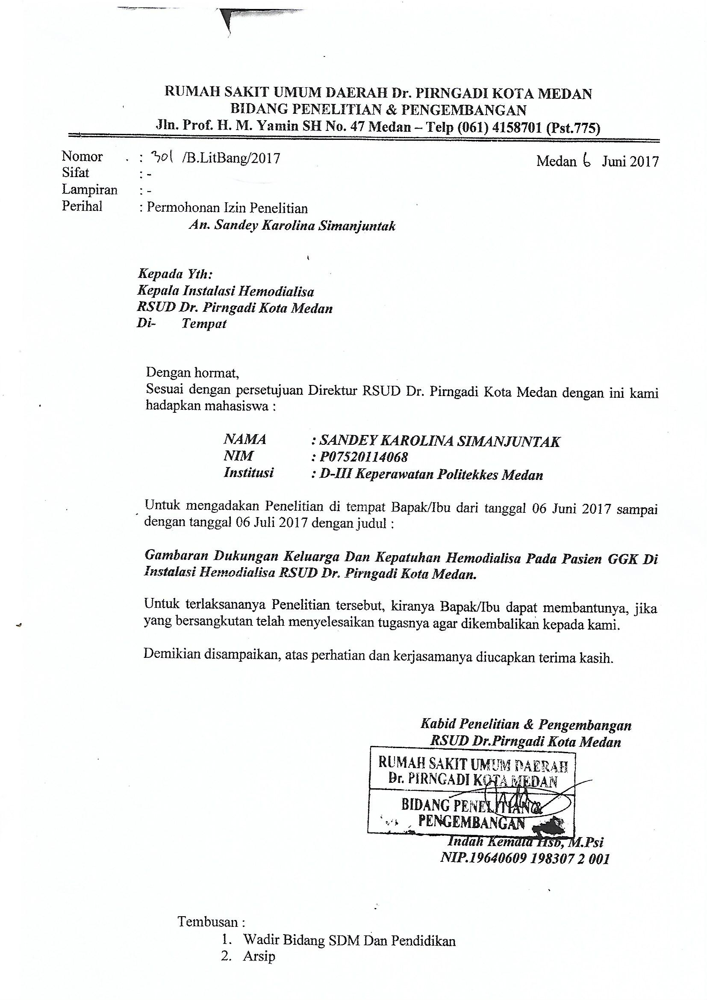 RUMAH SAKIT UMUM DAERAH Dr. PIRNGADI KOTA MEDAN
BIDANG PENELITIAN & PENGEMBANGAN
Jln. Prof. H. M. Yamin SH No. 47 Medan – Telp (061) 4158701 (Pst.775)
Nomor : 301 /B.LitBang/2017 Medan 6 Juni 2017
Sifat : -
Lampiran : -
Perihal : Permohonan Izin Penelitian
An. Sandey Karolina Simanjuntak
Kepada Yth:
Kepala Instalasi Hemodialisa
RSUD Dr. Pirngadi Kota Medan
Di- Tempat
Dengan hormat,
Sesuai dengan persetujuan Direktur RSUD Dr. Pirngadi Kota Medan dengan ini kami
hadapkan mahasiswa :
NAMA : SANDEY KAROLINA SIMANJUNTAK
NIM : P07520114068
Institusi : D-III Keperawatan Politekkes Medan
Untuk mengadakan Penelitian di tempat Bapak/Ibu dari tanggal 06 Juni 2017 sampai
dengan tanggal 06 Juli 2017 dengan judul :
Gambaran Dukungan Keluarga Dan Kepatuhan Hemodialisa Pada Pasien GGK Di
Instalasi Hemodialisa RSUD Dr. Pirngadi Kota Medan.
Untuk terlaksananya Penelitian tersebut, kiranya Bapak/Ibu dapat membantunya, jika
yang bersangkutan telah menyelesaikan tugasnya agar dikembalikan kepada kami.
Demikian disampaikan, atas perhatian dan kerjasamanya diucapkan terima kasih.
Kabid Penelitian & Pengembangan
RSUD Dr.Pirngadi Kota Medan
RUMAH SAKIT UMUM DAERAH
Dr. PIRNGADI KOTA MEDAN
BIDANG PENELITIAN &
PENGEMBANGAN
Indah Kemala Hsb, M.Psi
NIP.19640609 198307 2 001
Tembusan :
1. Wadir Bidang SDM Dan Pendidikan
2. Arsip